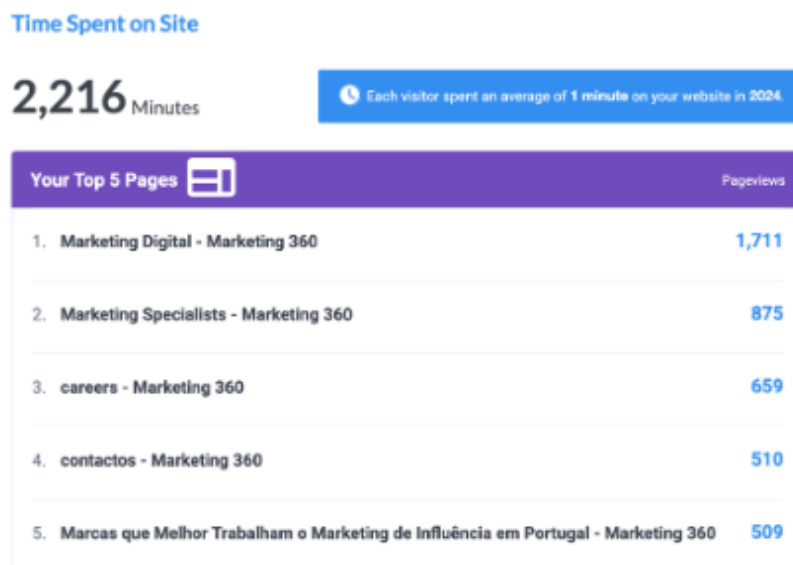 Time Spent on Site
2,216 Minutes
Each visitor spent an average of 1 minute on your website in 2024.
Your Top 5 Pages Pageviews
1. Marketing Digital - Marketing 360 1,711
2. Marketing Specialists - Marketing 360 875
3. careers - Marketing 360 659
4. contactos - Marketing 360 510
5. Marcas que Melhor Trabalham o Marketing de Influência em Portugal - Marketing 360 509